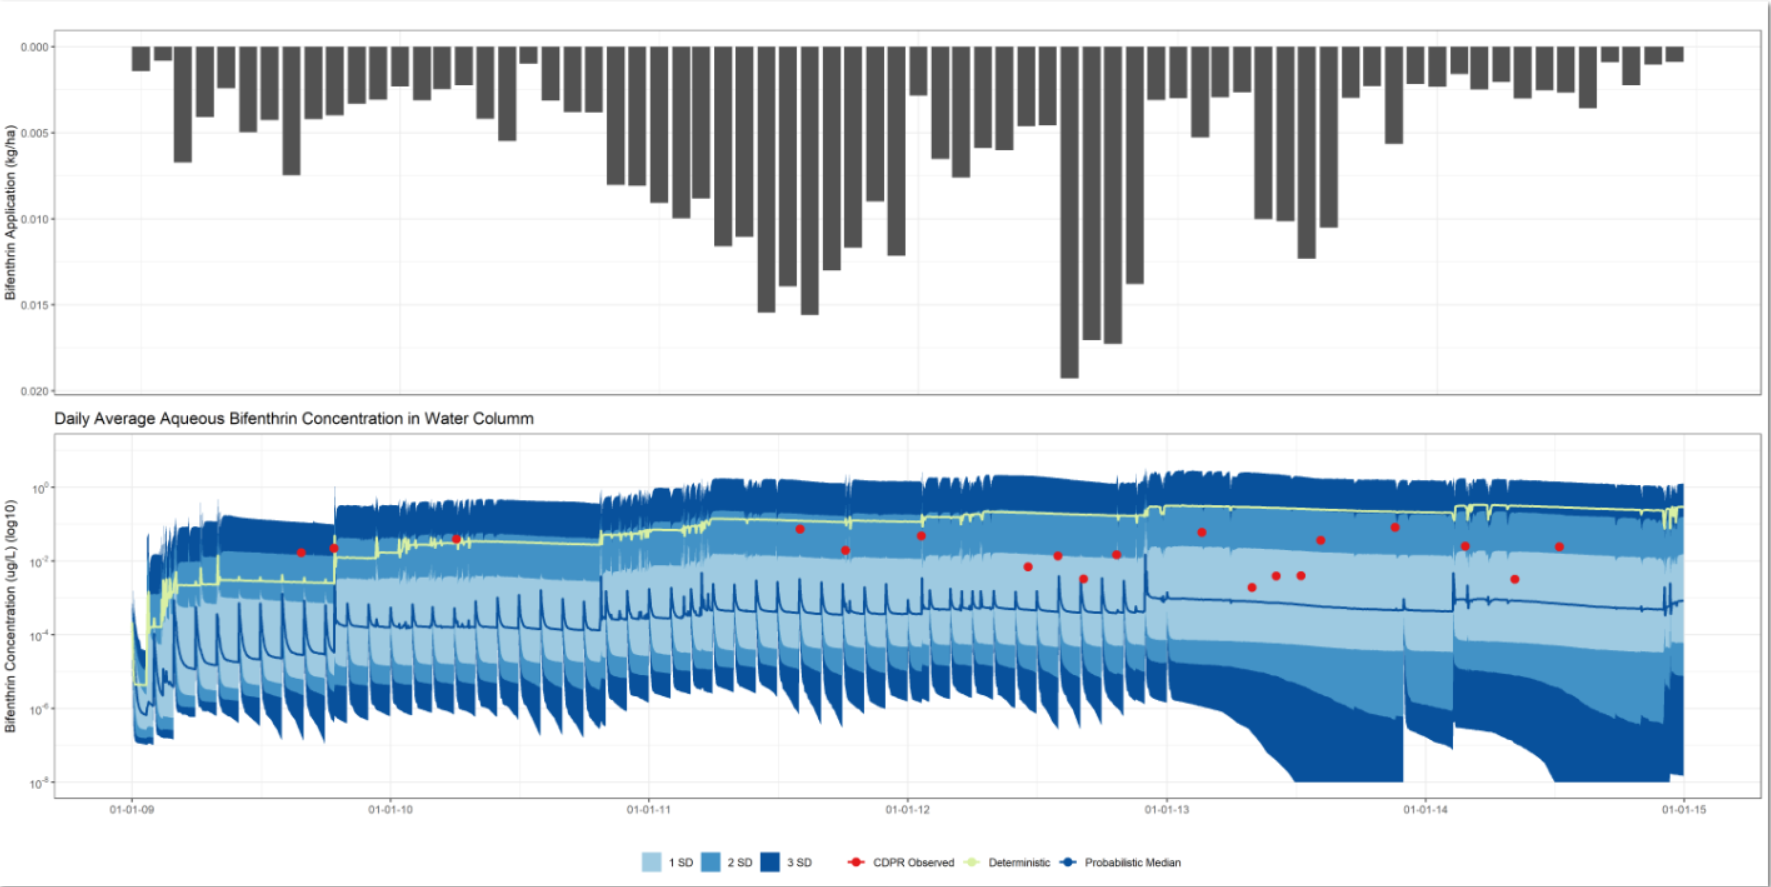 Bifenthrin Application (kg/ha)
0.000
0.005
0.010
0.015
0.020
Daily Average Aqueous Bifenthrin Concentration in Water Columm
Bifenthrin Concentration (ug/L) (log10)
10⁰
10⁻²
10⁻⁴
10⁻⁶
10⁻⁸
01-01-09 01-01-10 01-01-11 01-01-12 01-01-13 01-01-14 01-01-15
1 SD 2 SD 3 SD CDPR Observed Deterministic Probabilistic Median